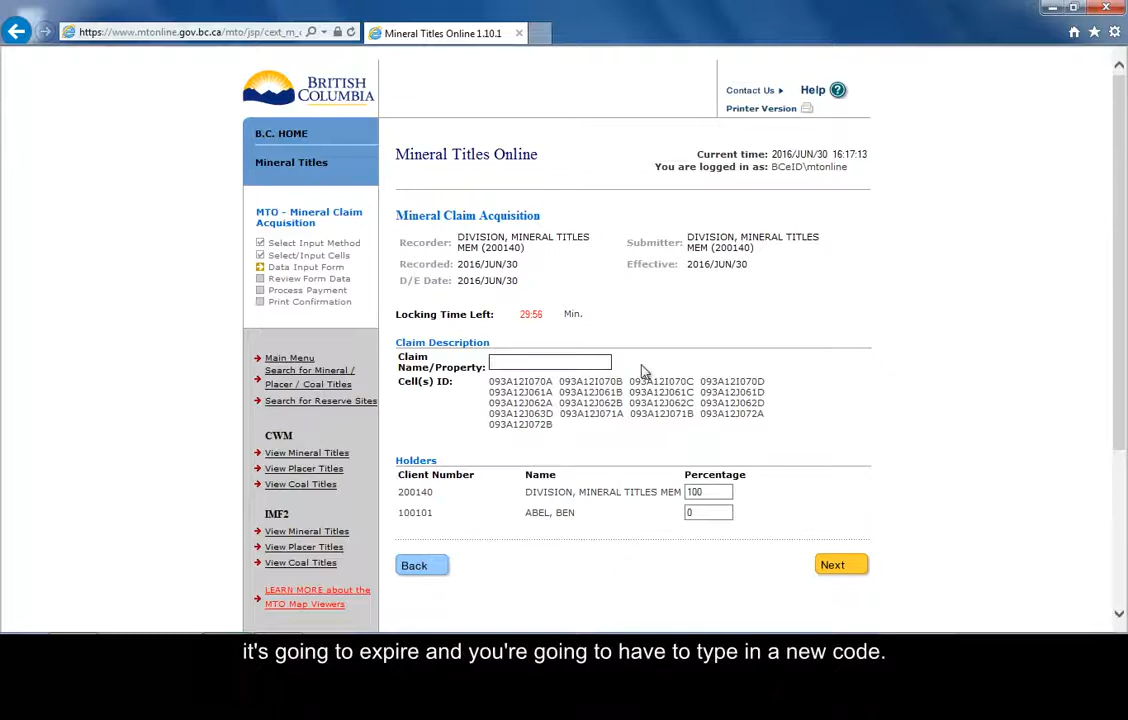 https://www.mtonline.gov.bc.ca/mto/jsp/cext_m_c
Mineral Titles Online 1.10.1
BRITISH
COLUMBIA
Contact Us
Help ?
Printer Version
B.C. HOME
Mineral Titles
Mineral Titles Online
Current time: 2016/JUN/30 16:17:13
You are logged in as: BCeID\mtonline
MTO - Mineral Claim
Acquisition
Select Input Method
Select/Input Cells
Data Input Form
Review Form Data
Process Payment
Print Confirmation
Mineral Claim Acquisition
Recorder: DIVISION, MINERAL TITLES
MEM (200140)
Submitter: DIVISION, MINERAL TITLES
MEM (200140)
Recorded: 2016/JUN/30
Effective: 2016/JUN/30
D/E Date: 2016/JUN/30
Locking Time Left: 29:56 Min.
Main Menu
Search for Mineral /
Placer / Coal Titles
Search for Reserve Sites
CWM
View Mineral Titles
View Placer Titles
View Coal Titles
IMF2
View Mineral Titles
View Placer Titles
View Coal Titles
LEARN MORE about the
MTO Map Viewers
Claim Description
Claim
Name/Property:
Cell(s) ID: 093A12I070A 093A12I070B 093A12I070C 093A12I070D
093A12J061A 093A12J061B 093A12J061C 093A12J061D
093A12J062A 093A12J062B 093A12J062C 093A12J062D
093A12J063D 093A12J071A 093A12J071B 093A12J072A
093A12J072B
Holders
Client Number Name Percentage
200140 DIVISION, MINERAL TITLES MEM 100
100101 ABEL, BEN 0
Back
Next
it's going to expire and you're going to have to type in a new code.